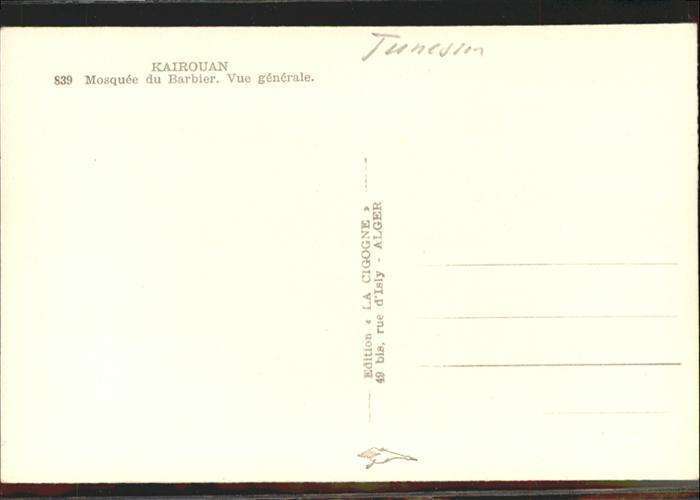 Tunesien
KAIROUAN
839 Mosquée du Barbier. Vue générale.
Edition « LA CIGOGNE »
49 bis, rue d'Isly - ALGER